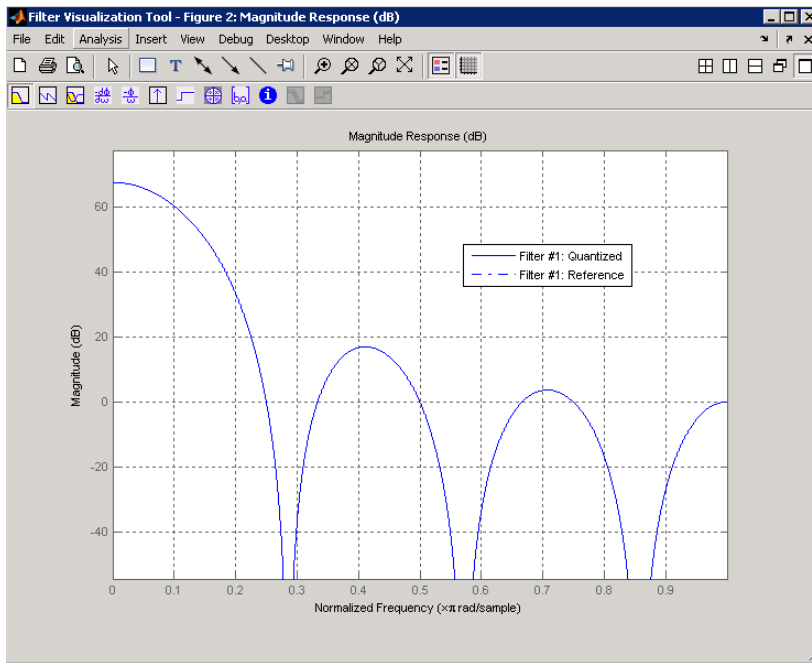 Filter Visualization Tool - Figure 2: Magnitude Response (dB)
File Edit Analysis Insert View Debug Desktop Window Help
Magnitude Response (dB)
60
40
20
0
-20
-40
Magnitude (dB)
Filter #1: Quantized
Filter #1: Reference
0 0.1 0.2 0.3 0.4 0.5 0.6 0.7 0.8 0.9
Normalized Frequency (×π rad/sample)